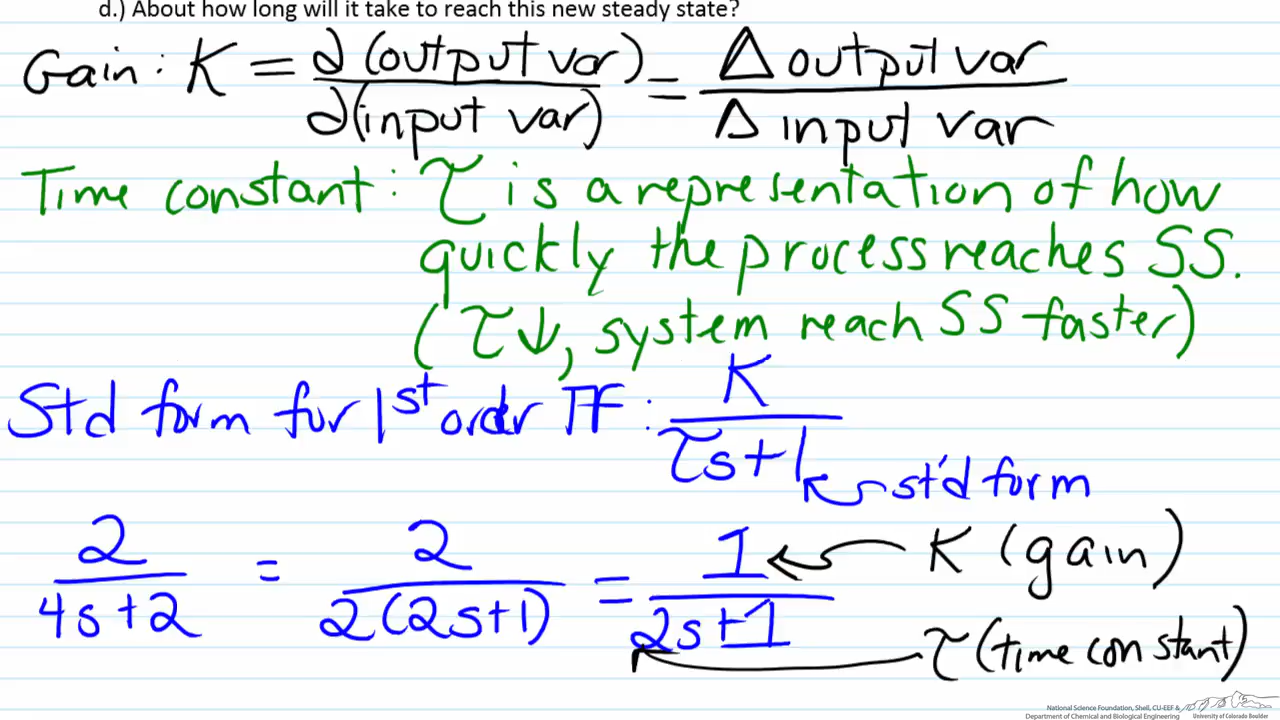 d.) About how long will it take to reach this new steady state?
Gain: K = ∂(output var) / ∂(input var) = Δ output var / Δ input var
Time constant: τ is a representation of how
quickly the process reaches SS.
(τ↓, system reach SS faster)
Std form for 1st order TF: K / τs+1
← std form
2 / 4s+2 = 2 / 2(2s+1) = 1 / 2s+1 ← K (gain)
τ (time constant)
National Science Foundation, Shell, CU-EEF &
Department of Chemical and Biological Engineering
University of Colorado Boulder